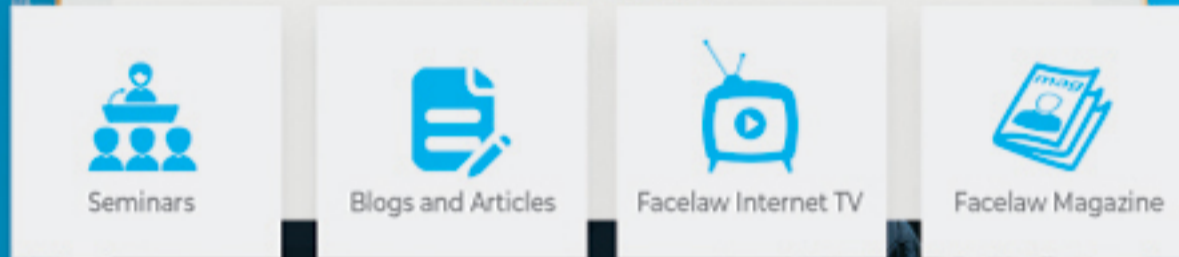 mag
Seminars
Blogs and Articles
Facelaw Internet TV
Facelaw Magazine